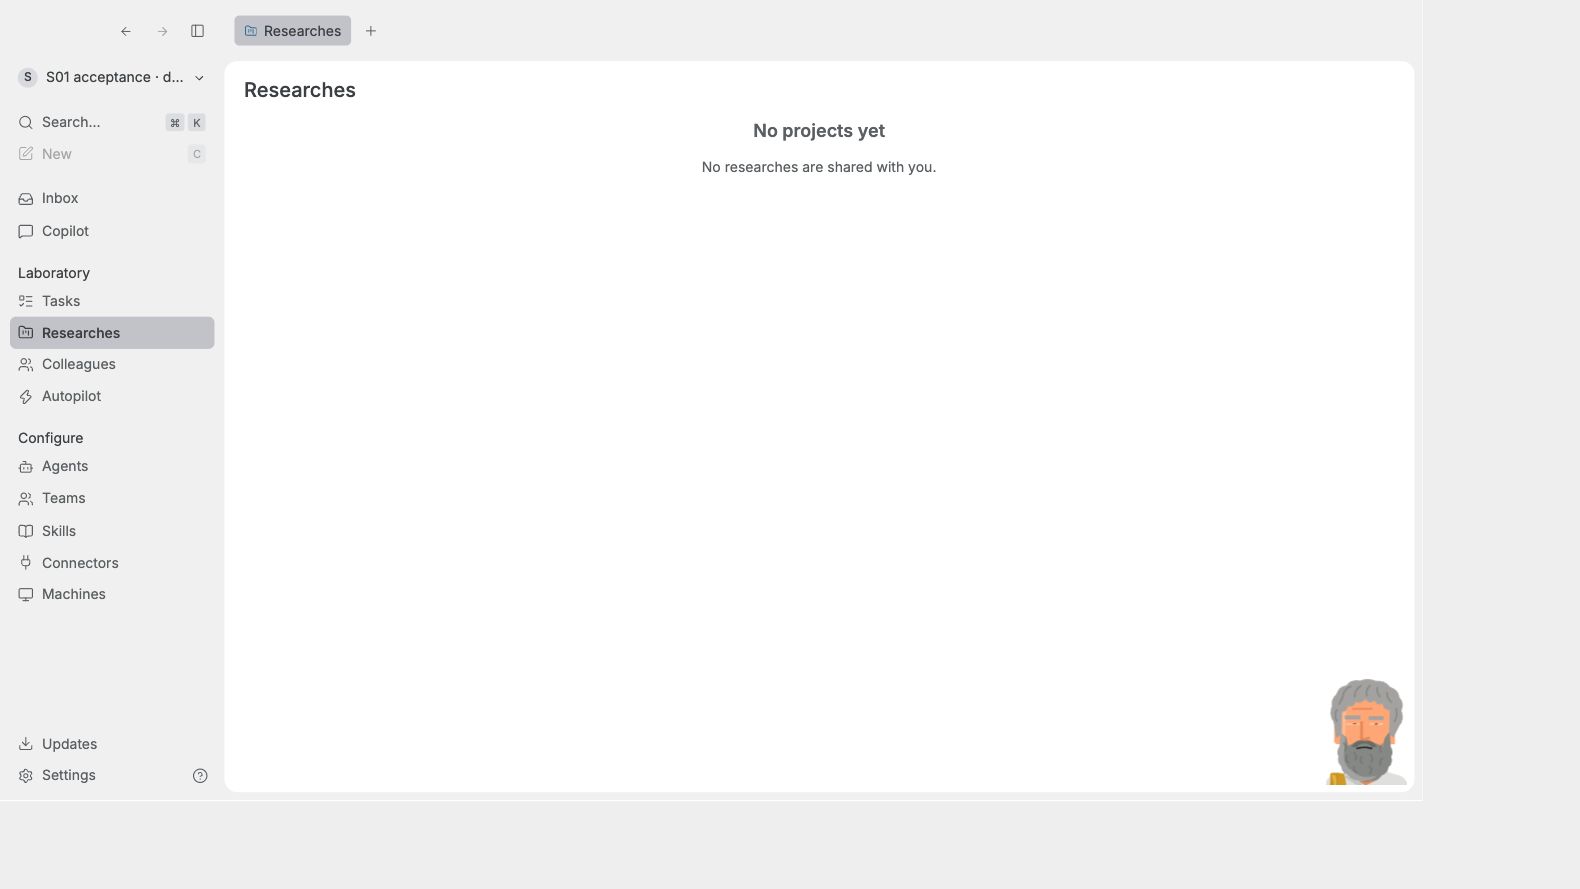 Researches
S
S01 acceptance · d...
Search...
⌘ K
New
C
Inbox
Copilot
Laboratory
Tasks
Researches
Colleagues
Autopilot
Configure
Agents
Teams
Skills
Connectors
Machines
Updates
Settings
Researches
No projects yet
No researches are shared with you.